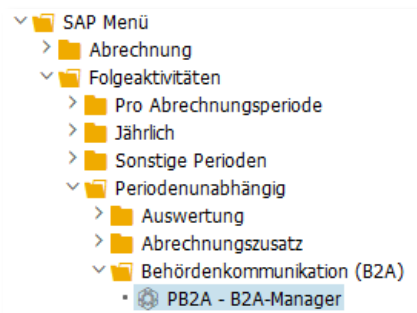 SAP Menü
Abrechnung
Folgeaktivitäten
Pro Abrechnungsperiode
Jährlich
Sonstige Perioden
Periodenunabhängig
Auswertung
Abrechnungszusatz
Behördenkommunikation (B2A)
PB2A - B2A-Manager